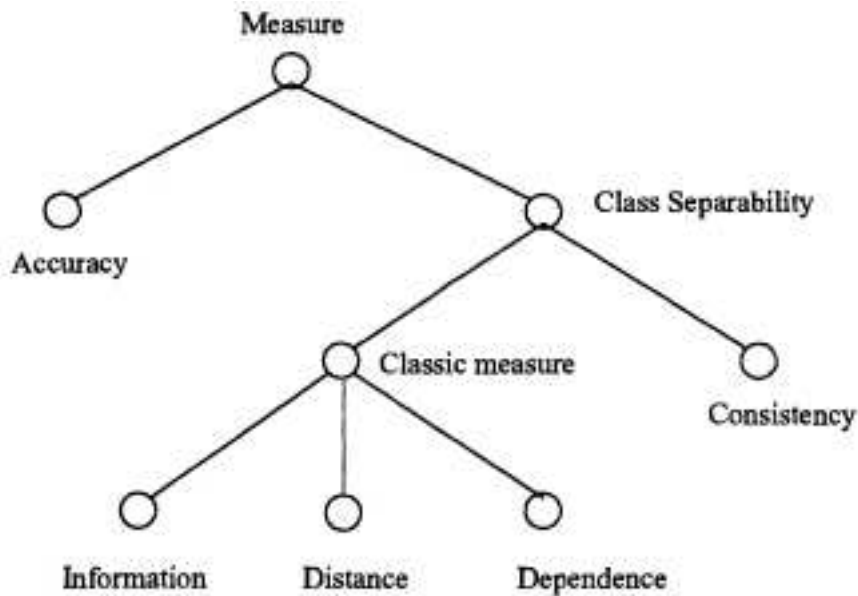 Measure
Class Separability
Accuracy
Classic measure
Consistency
Information
Distance
Dependence